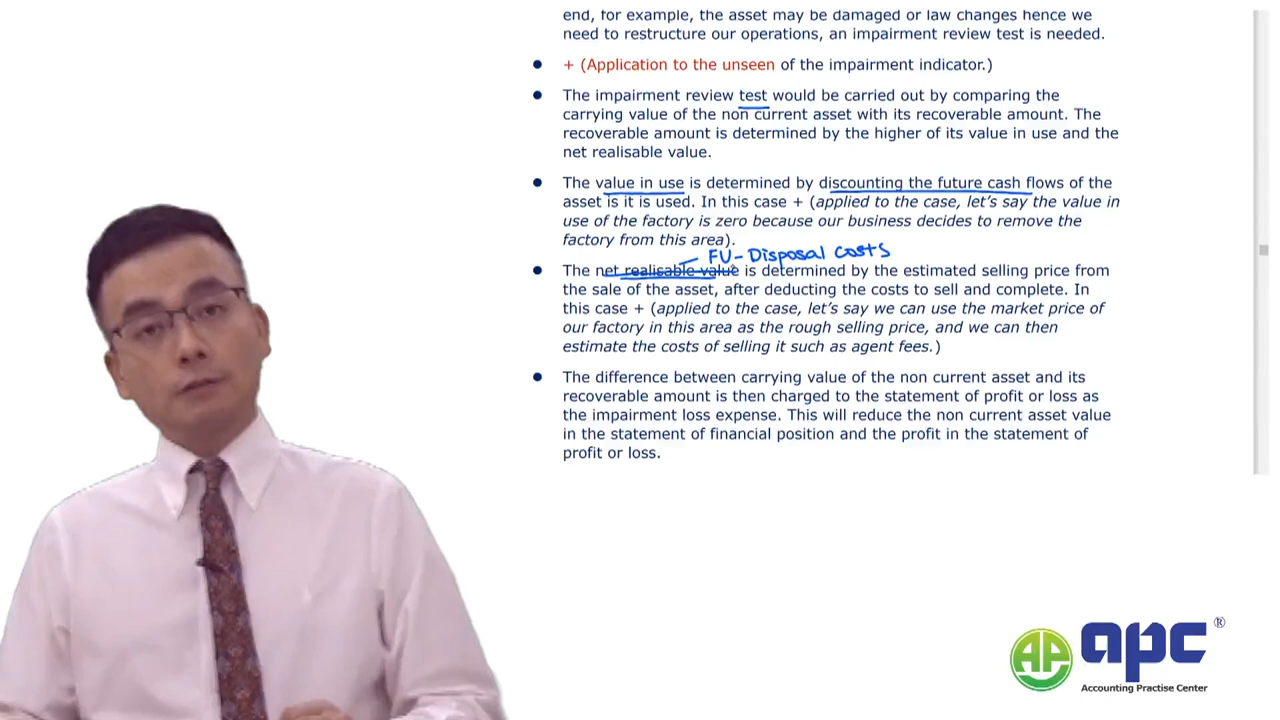 end, for example, the asset may be damaged or law changes hence we
need to restructure our operations, an impairment review test is needed.
+ (Application to the unseen of the impairment indicator.)
The impairment review test would be carried out by comparing the
carrying value of the non current asset with its recoverable amount. The
recoverable amount is determined by the higher of its value in use and the
net realisable value.
The value in use is determined by discounting the future cash flows of the
asset is it is used. In this case + (applied to the case, let’s say the value in
use of the factory is zero because our business decides to remove the
factory from this area).
FU - Disposal costs
The net realisable value is determined by the estimated selling price from
the sale of the asset, after deducting the costs to sell and complete. In
this case + (applied to the case, let’s say we can use the market price of
our factory in this area as the rough selling price, and we can then
estimate the costs of selling it such as agent fees.)
The difference between carrying value of the non current asset and its
recoverable amount is then charged to the statement of profit or loss as
the impairment loss expense. This will reduce the non current asset value
in the statement of financial position and the profit in the statement of
profit or loss.
AP apc ®
Accounting Practise Center